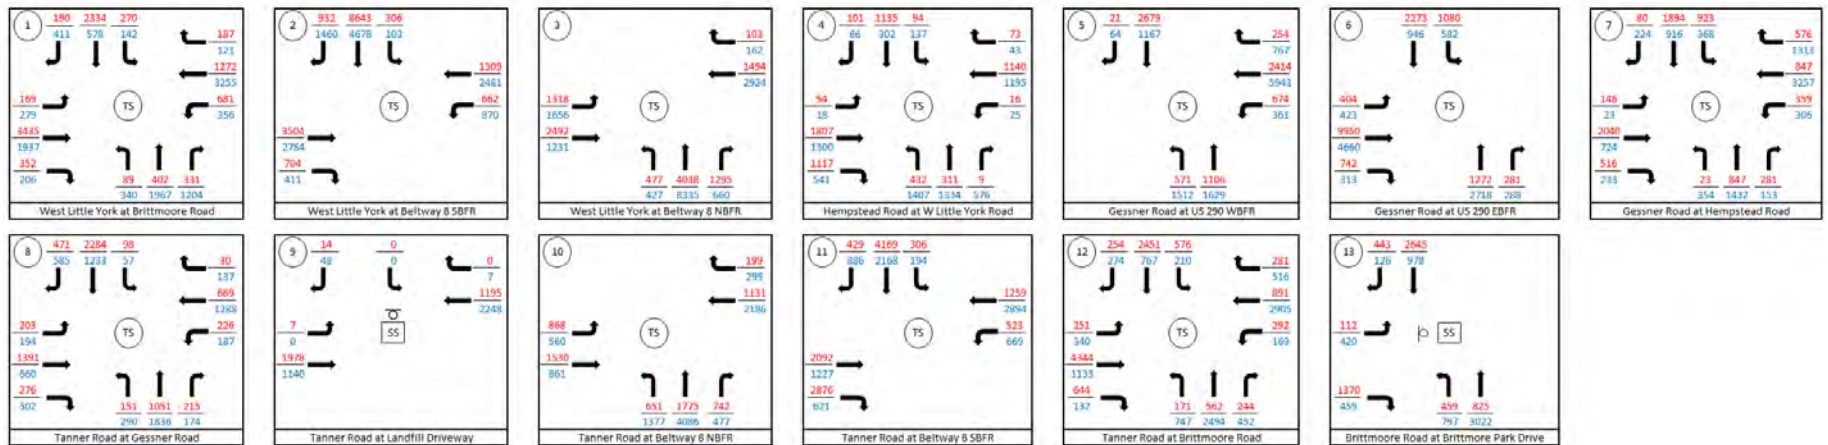 1 190 2334 270
411 578 142
187
121
1272
3255
681
356
169
279
3435
1937
352
206
TS
89 402 331
340 1967 1204
West Little York at Brittmoore Road
2 932 8643 306
1460 4678 103
1309
2481
662
870
3504
2784
704
411
TS
West Little York at Beltway 8 SBFR
3
103
162
1494
2924
1318
1656
2492
1231
TS
477 4038 1295
427 8335 660
West Little York at Beltway 8 NBFR
4 101 1135 94
66 302 137
73
43
1140
1195
16
25
94
18
1807
1300
1117
541
TS
432 311 9
1407 1334 576
Hempstead Road at W Little York Road
5 21 2679
64 1167
254
767
2414
5943
674
361
TS
571 1106
1512 1629
Gessner Road at US 290 WBFR
6 2273 1080
946 582
404
423
9950
4660
742
313
TS
1272 281
2718 288
Gessner Road at US 290 EBFR
7 80 1894 923
224 916 368
576
1313
847
3257
359
306
148
23
2040
724
516
233
TS
23 847 281
354 1432 153
Gessner Road at Hempstead Road
8 471 2284 98
585 1233 57
30
137
669
1288
226
187
203
194
1391
660
276
302
TS
151 1051 215
290 1836 174
Tanner Road at Gessner Road
9 14 0
48 0
0
7
1195
2248
7
0
1978
1140
SS
Tanner Road at Landfill Driveway
10
199
299
1131
2186
868
560
1530
861
TS
651 1775 742
1377 4086 477
Tanner Road at Beltway 8 NBFR
11 429 4169 306
886 2168 194
1259
2894
523
669
2092
1227
2876
621
TS
Tanner Road at Beltway 8 SBFR
12 254 2451 576
274 767 210
281
516
891
2905
292
169
251
340
4344
1133
644
132
TS
171 562 244
747 2494 452
Tanner Road at Brittmoore Road
13 443 2645
126 978
112
420
1370
459
SS
459 825
797 3022
Brittmoore Road at Brittmore Park Drive